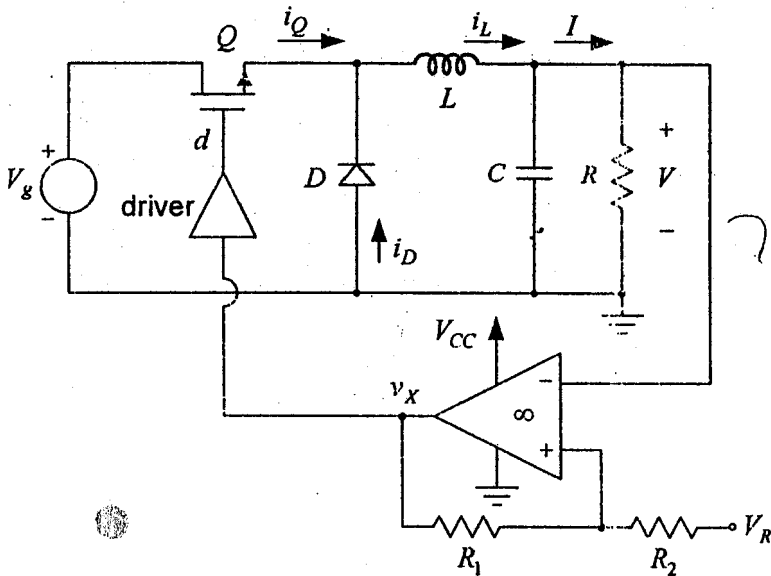 i_Q
i_L
I
Q
L
d
+
V_g
−
driver
D
C
R
+
V
−
i_D
V_CC
v_X
−
∞
+
R_1
R_2
V_R